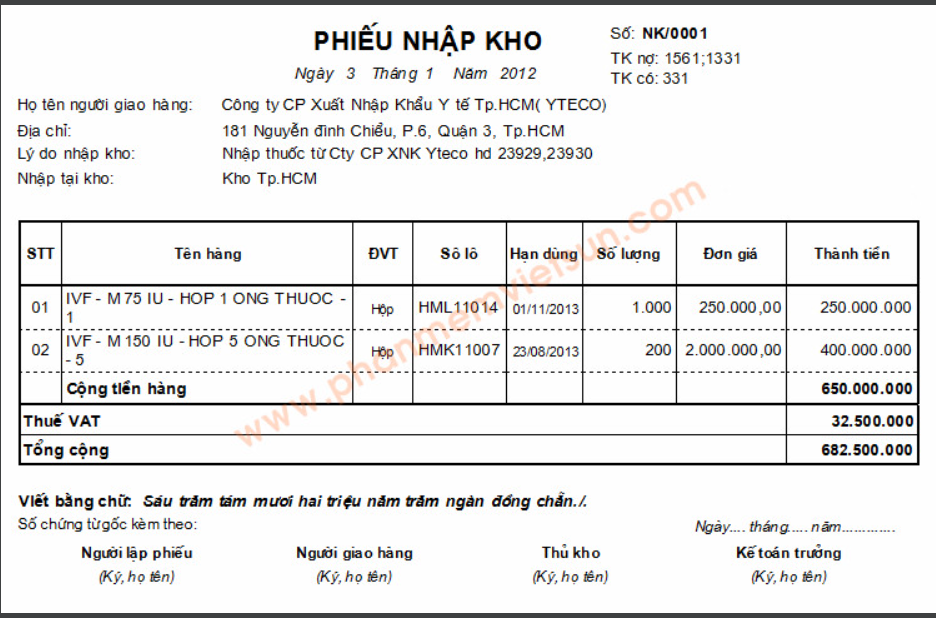 PHIẾU NHẬP KHO
Số: NK/0001
Ngày 3 Tháng 1 Năm 2012
TK nợ: 1561;1331
TK có: 331
Họ tên người giao hàng: Công ty CP Xuất Nhập Khẩu Y tế Tp.HCM( YTECO)
Địa chỉ: 181 Nguyễn đình Chiểu, P.6, Quận 3, Tp.HCM
Lý do nhập kho: Nhập thuốc từ Cty CP XNK Yteco hd 23929,23930
Nhập tại kho: Kho Tp.HCM
STT Tên hàng ĐVT Số lô Hạn dùng Số lượng Đơn giá Thành tiền
01 IVF - M 75 IU - HOP 1 ONG THUOC - Hộp HML11014 01/11/2013 1.000 250.000,00 250.000.000
1
02 IVF - M 150 IU - HOP 5 ONG THUOC Hộp HMK11007 23/08/2013 200 2.000.000,00 400.000.000
- 5
Cộng tiền hàng 650.000.000
Thuế VAT 32.500.000
Tổng cộng 682.500.000
www.phanmemvietsun.com
Viết bằng chữ: Sáu trăm tám mươi hai triệu năm trăm ngàn đồng chẵn./.
Số chứng từ gốc kèm theo:
Ngày.... tháng..... năm............
Người lập phiếu Người giao hàng Thủ kho Kế toán trưởng
(Ký, họ tên) (Ký, họ tên) (Ký, họ tên) (Ký, họ tên)